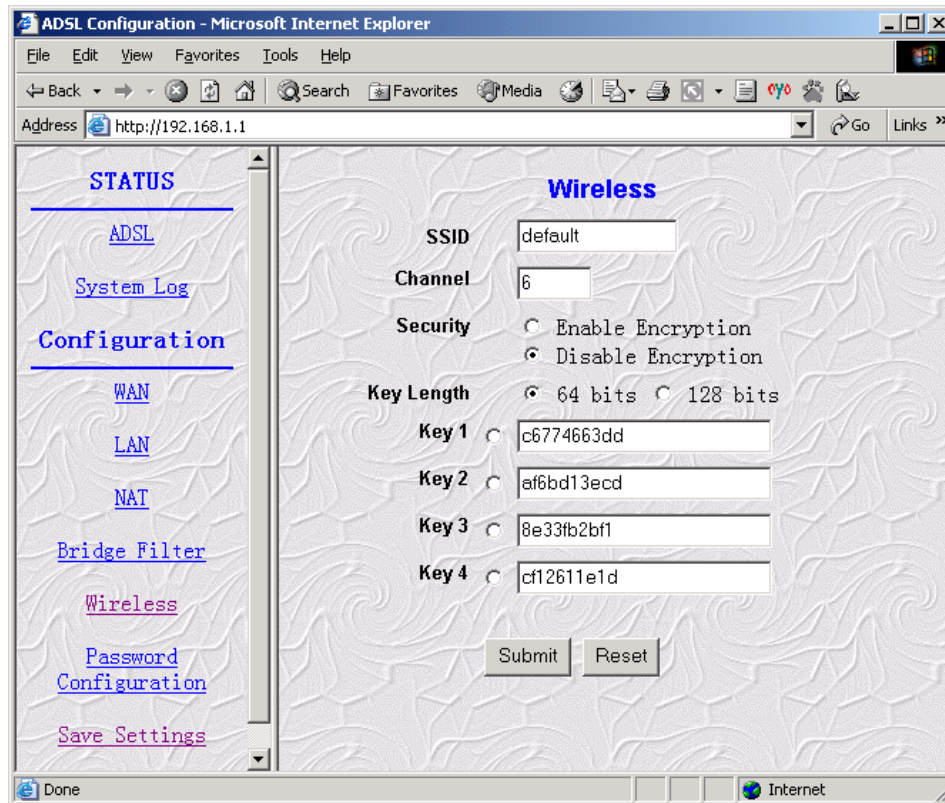 ADSL Configuration - Microsoft Internet Explorer
File Edit View Favorites Tools Help
Back Search Favorites Media
Address http://192.168.1.1 Go Links »
STATUS
ADSL
System Log
Configuration
WAN
LAN
NAT
Bridge Filter
Wireless
Password
Configuration
Save Settings
Wireless
SSID default
Channel 6
Security Enable Encryption
Disable Encryption
Key Length 64 bits 128 bits
Key 1 c6774663dd
Key 2 af6bd13ecd
Key 3 8e33fb2bf1
Key 4 cf12611e1d
Submit Reset
Done Internet